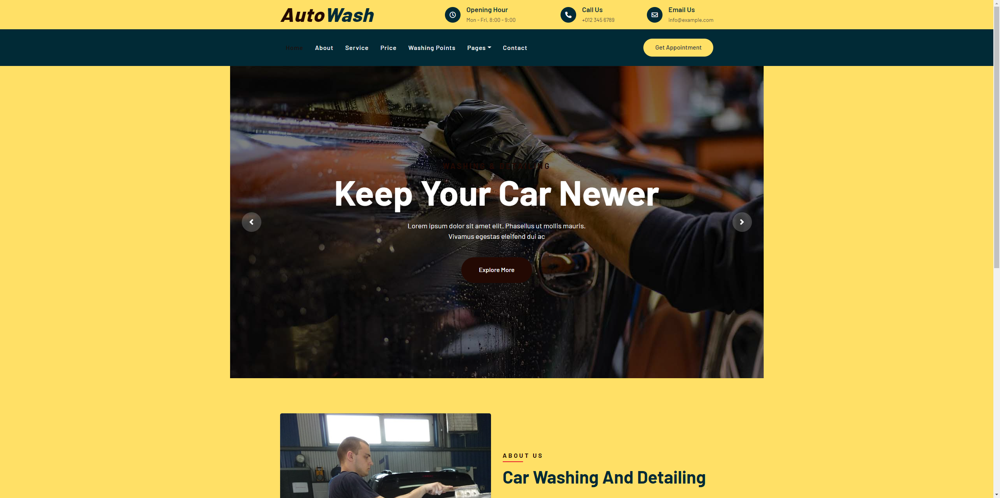 AutoWash
Opening Hour
Mon - Fri, 8:00 - 9:00
Call Us
+012 345 6789
Email Us
info@example.com
Home
About
Service
Price
Washing Points
Pages
Contact
Get Appointment
WASHING & DETAILING
Keep Your Car Newer
Lorem ipsum dolor sit amet elit. Phasellus ut mollis mauris.
Vivamus egestas eleifend dui ac
Explore More
ABOUT US
Car Washing And Detailing